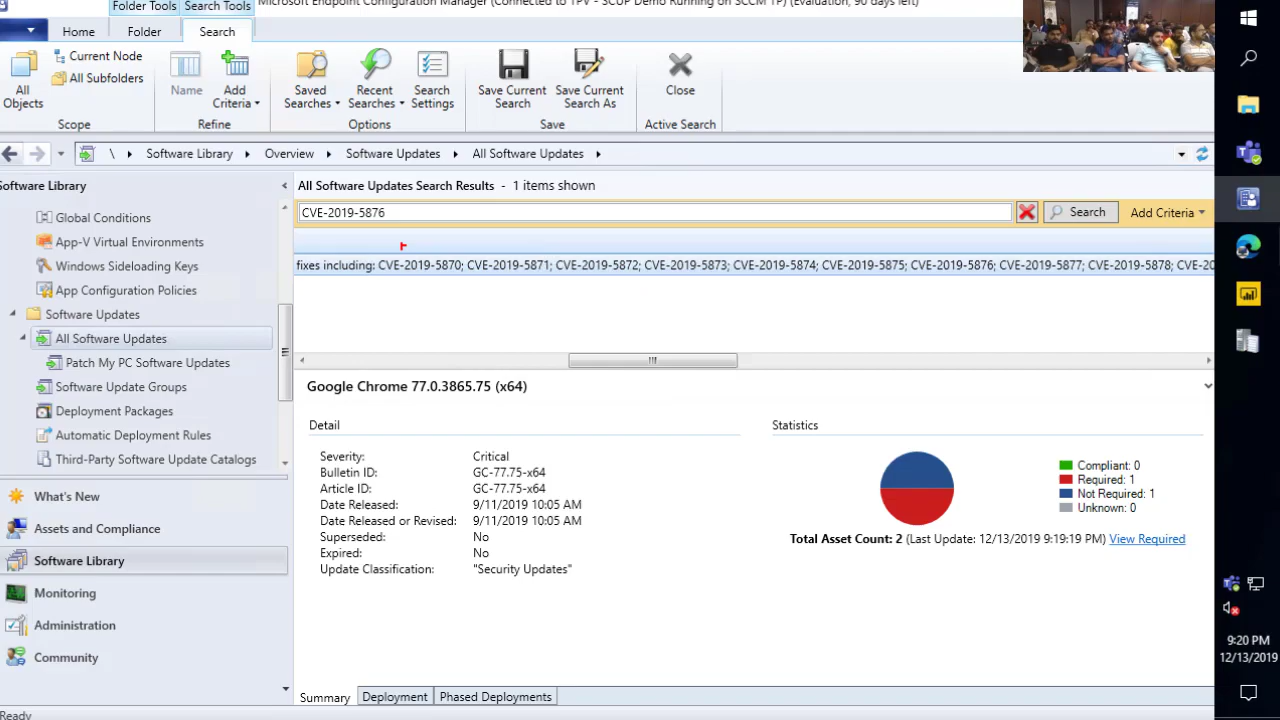 Folder Tools Search Tools Microsoft Endpoint Configuration Manager (Connected to TPV - SCUP Demo Running on SCCM TP) (Evaluation, 90 days left)
Home Folder Search
All Objects
Current Node
All Subfolders
Scope
Name
Add Criteria
Refine
Saved Searches
Recent Searches
Search Settings
Options
Save Current Search
Save Current Search As
Save
Close
Active Search
\ Software Library Overview Software Updates All Software Updates
Software Library
Global Conditions
App-V Virtual Environments
Windows Sideloading Keys
App Configuration Policies
Software Updates
All Software Updates
Patch My PC Software Updates
Software Update Groups
Deployment Packages
Automatic Deployment Rules
Third-Party Software Update Catalogs
What's New
Assets and Compliance
Software Library
Monitoring
Administration
Community
Ready
All Software Updates Search Results - 1 items shown
CVE-2019-5876 Search Add Criteria
fixes including: CVE-2019-5870; CVE-2019-5871; CVE-2019-5872; CVE-2019-5873; CVE-2019-5874; CVE-2019-5875; CVE-2019-5876; CVE-2019-5877; CVE-2019-5878; CVE-20
Google Chrome 77.0.3865.75 (x64)
Detail
Severity: Critical
Bulletin ID: GC-77.75-x64
Article ID: GC-77.75-x64
Date Released: 9/11/2019 10:05 AM
Date Released or Revised: 9/11/2019 10:05 AM
Superseded: No
Expired: No
Update Classification: "Security Updates"
Statistics
Compliant: 0
Required: 1
Not Required: 1
Unknown: 0
Total Asset Count: 2 (Last Update: 12/13/2019 9:19:19 PM) View Required
Summary Deployment Phased Deployments
9:20 PM
12/13/2019